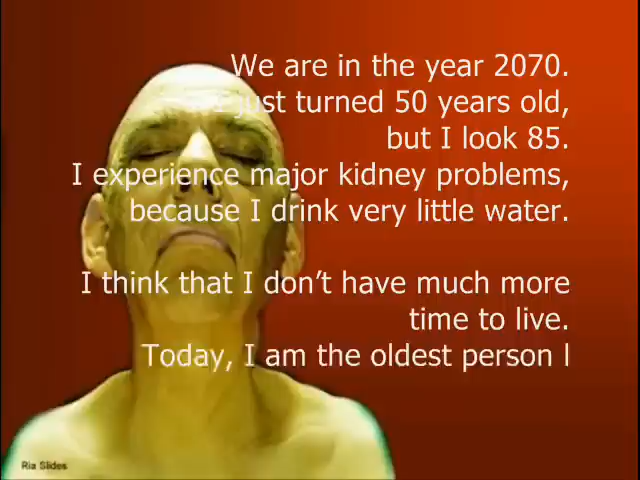 We are in the year 2070.
I just turned 50 years old,
but I look 85.
I experience major kidney problems,
because I drink very little water.
I think that I don’t have much more
time to live.
Today, I am the oldest person l
Ria Slides